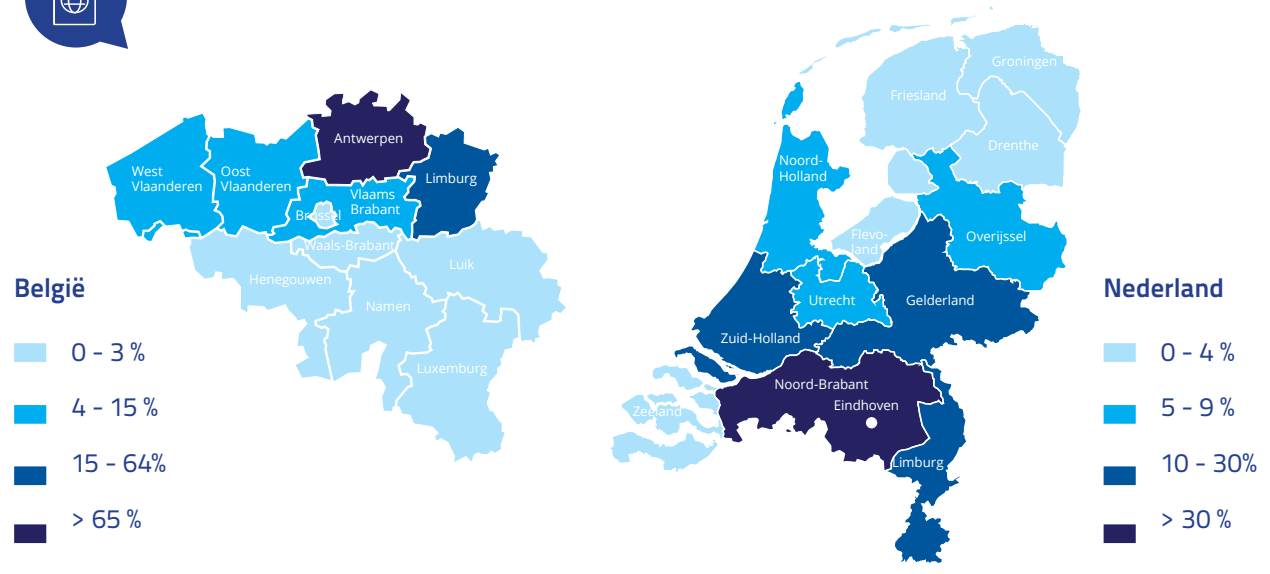 Antwerpen
West
Vlaanderen
Oost
Vlaanderen
Limburg
Vlaams
Brabant
Brussel
Waals-Brabant
Luik
Henegouwen
Namen
Luxemburg
België
0 - 3 %
4 - 15 %
15 - 64%
> 65 %
Groningen
Friesland
Drenthe
Noord-
Holland
Flevo-
land
Overijssel
Utrecht
Gelderland
Zuid-Holland
Noord-Brabant
Eindhoven
Zeeland
Limburg
Nederland
0 - 4 %
5 - 9 %
10 - 30%
> 30 %